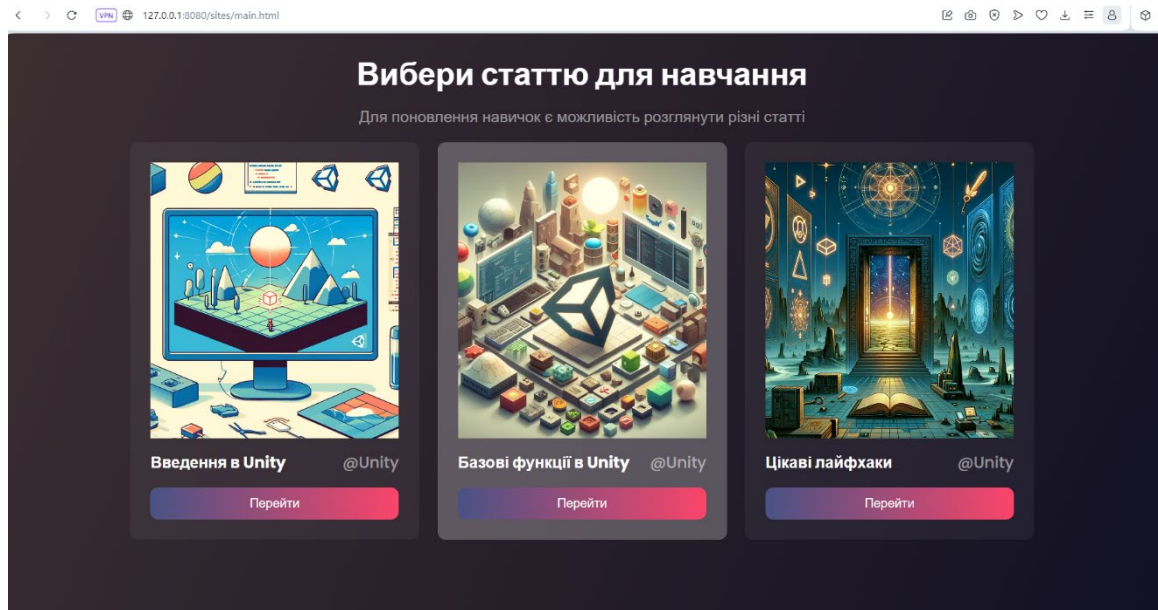 VPN
127.0.0.1:8080/sites/main.html
Вибери статтю для навчання
Для поновлення навичок є можливість розглянути різні статті
Введення в Unity @Unity
Перейти
Базові функції в Unity @Unity
Перейти
Цікаві лайфхаки @Unity
Перейти